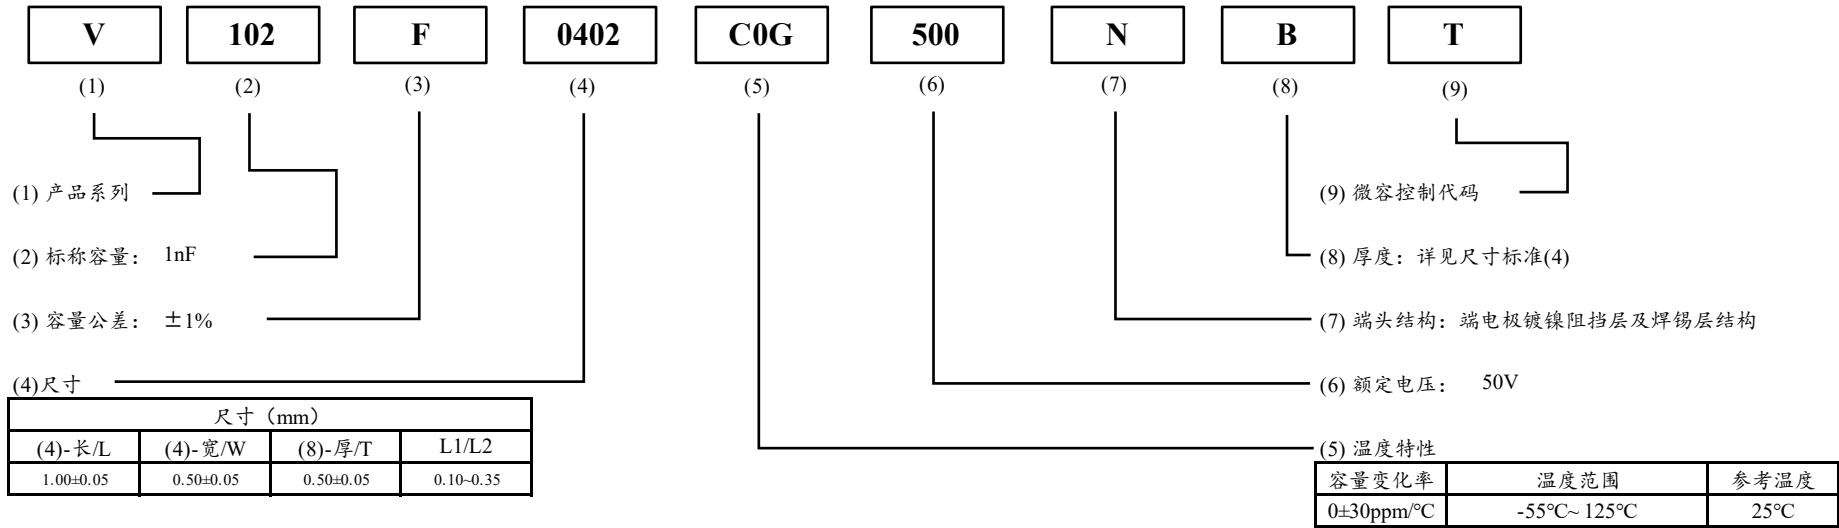 V 102 F 0402 C0G 500 N B T
(1) (2) (3) (4) (5) (6) (7) (8) (9)
(1) 产品系列
(9) 微容控制代码
(2) 标称容量： 1nF
(8) 厚度：详见尺寸标准(4)
(3) 容量公差： ±1%
(7) 端头结构：端电极镀镍阻挡层及焊锡层结构
(4)尺寸
(6) 额定电压： 50V
尺寸（mm）
(4)-长/L (4)-宽/W (8)-厚/T L1/L2
1.00±0.05 0.50±0.05 0.50±0.05 0.10~0.35
(5) 温度特性
容量变化率 温度范围 参考温度
0±30ppm/℃ -55℃~ 125℃ 25℃